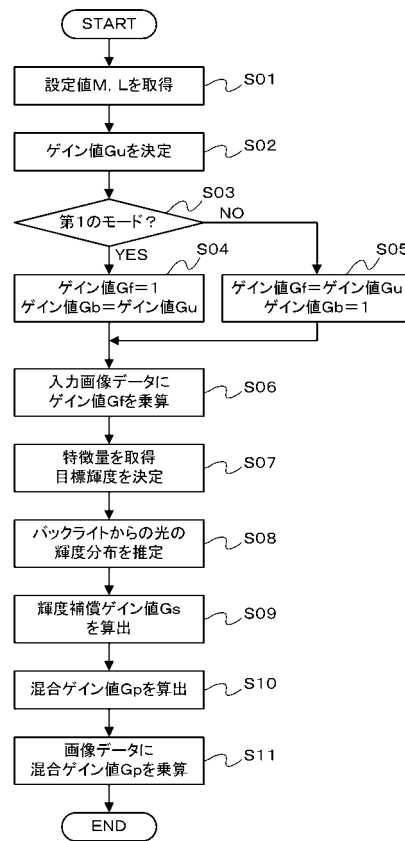 START
設定値M, Lを取得
S01
ゲイン値Guを決定
S02
S03
第1のモード?
NO
YES
S04
S05
ゲイン値Gf=1
ゲイン値Gb=ゲイン値Gu
ゲイン値Gf=ゲイン値Gu
ゲイン値Gb=1
入力画像データに
ゲイン値Gfを乗算
S06
特徴量を取得
目標輝度を決定
S07
バックライトからの光の
輝度分布を推定
S08
輝度補償ゲイン値Gs
を算出
S09
混合ゲイン値Gpを算出
S10
画像データに
混合ゲイン値Gpを乗算
S11
END